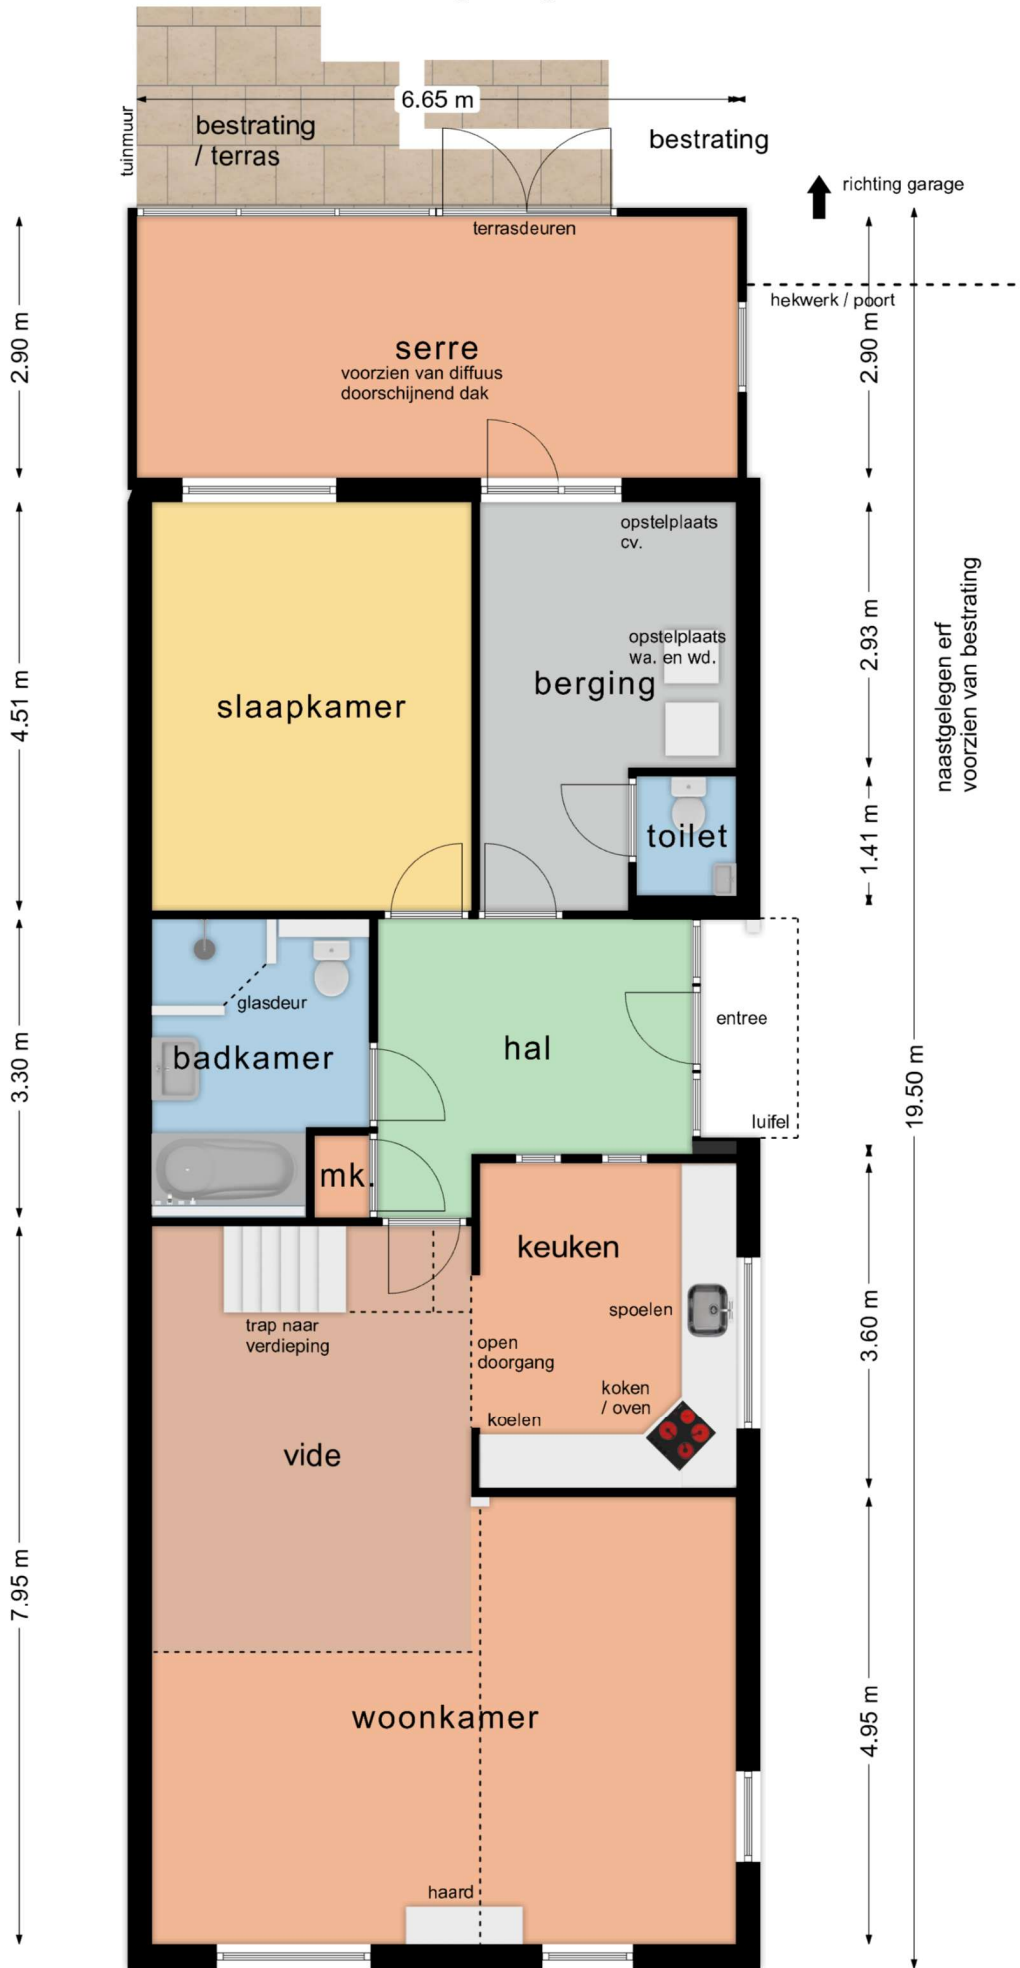 6.65 m
tuinmuur
bestrating
/ terras
bestrating
richting garage
terrasdeuren
hekwerk / poort
2.90 m
serre
voorzien van diffuus
doorschijnend dak
2.90 m
opstelplaats
cv.
4.51 m
slaapkamer
opstelplaats
wa. en wd.
berging
2.93 m
naastgelegen erf
voorzien van bestrating
toilet
1.41 m
glasdeur
badkamer
hal
entree
luifel
3.30 m
19.50 m
mk.
keuken
spoelen
trap naar
verdieping
open
doorgang
koken
/ oven
koelen
3.60 m
vide
7.95 m
woonkamer
4.95 m
haard